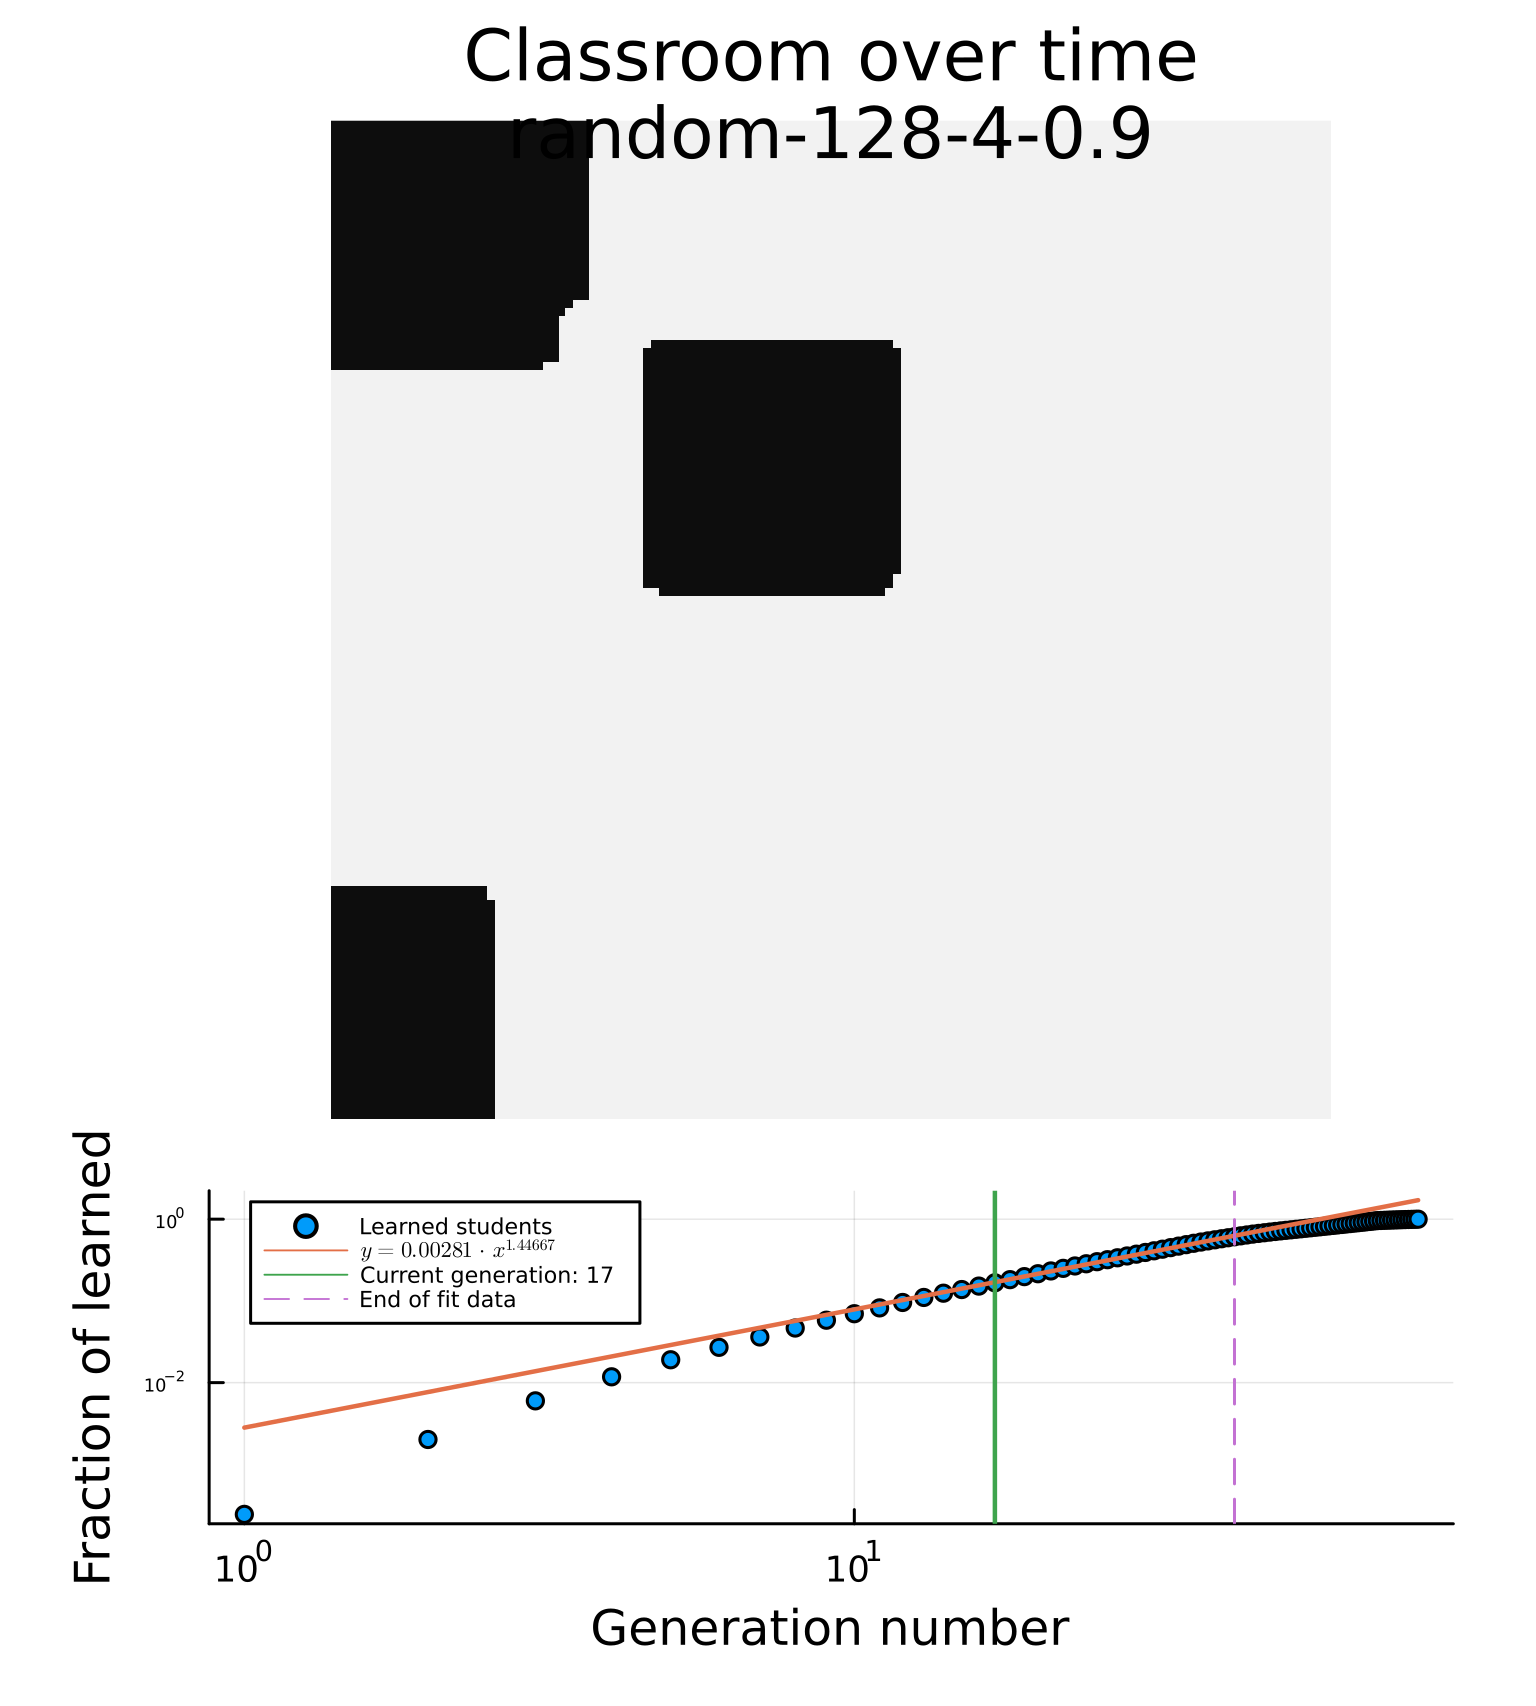 Classroom over time
random-128-4-0.9
Fraction of learned
10^0
10^-2
Learned students
y = 0.00281 · x^1.44667
Current generation: 17
End of fit data
10^0
10^1
Generation number